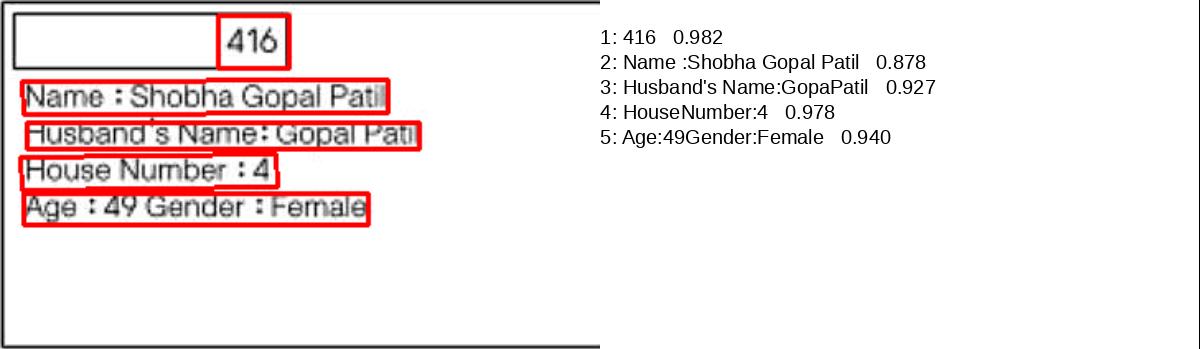 416
Name : Shobha Gopal Patil
Husband's Name: Gopal Patil
House Number : 4
Age : 49 Gender : Female
1: 416 0.982
2: Name :Shobha Gopal Patil 0.878
3: Husband's Name:GopaPatil 0.927
4: HouseNumber:4 0.978
5: Age:49Gender:Female 0.940